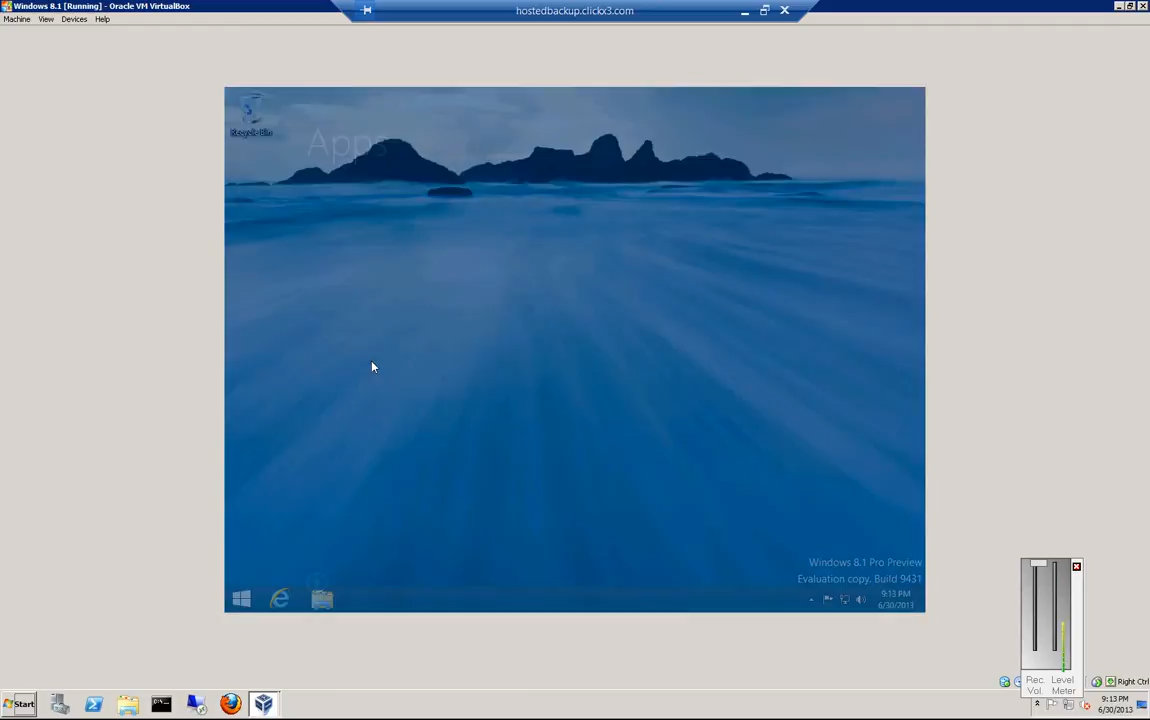 Windows 8.1 [Running] - Oracle VM VirtualBox
hostedbackup.clickx3.com
Machine View Devices Help
Recycle Bin
Apps
Windows 8.1 Pro Preview
Evaluation copy. Build 9431
9:13 PM
6/30/2013
Rec. Vol.
Level Meter
Right Ctrl
Start
9:13 PM
6/30/2013